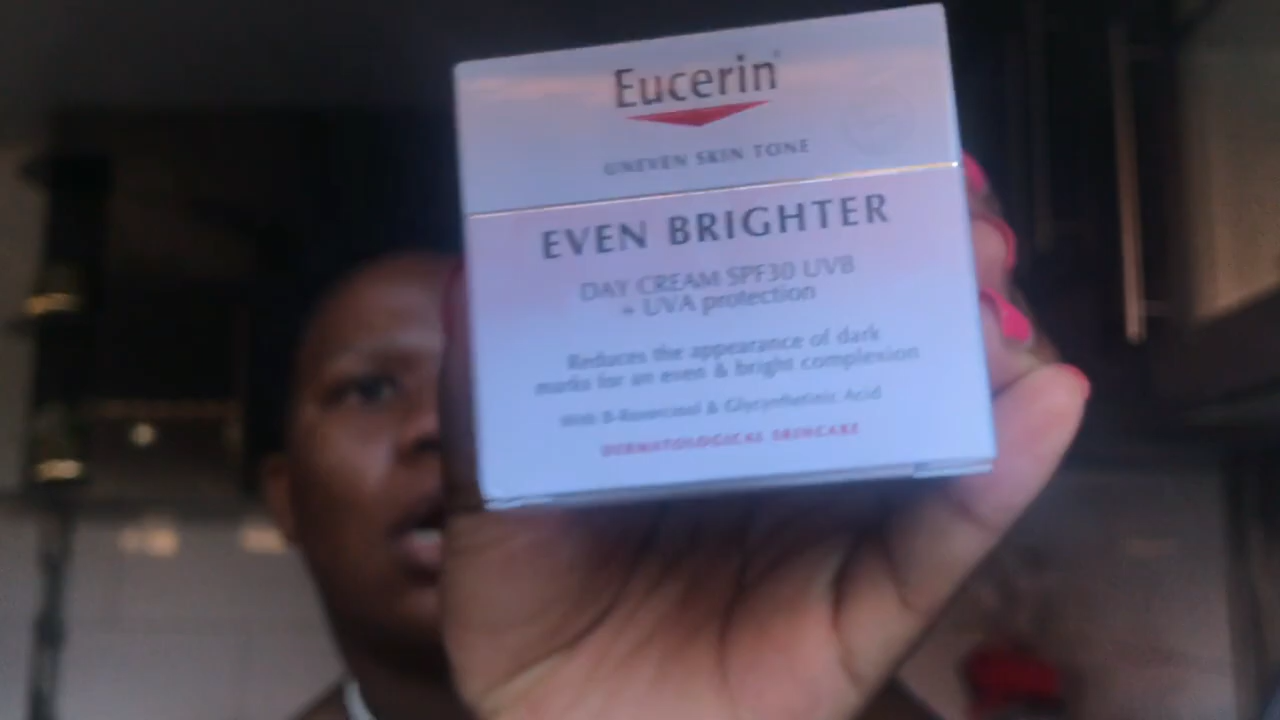 Eucerin
UNEVEN SKIN TONE
EVEN BRIGHTER
DAY CREAM SPF30 UVB
+ UVA protection
Reduces the appearance of dark
marks for an even & bright complexion
With B-Resorcinol & Glycyrrhetinic Acid
DERMATOLOGICAL SKINCARE